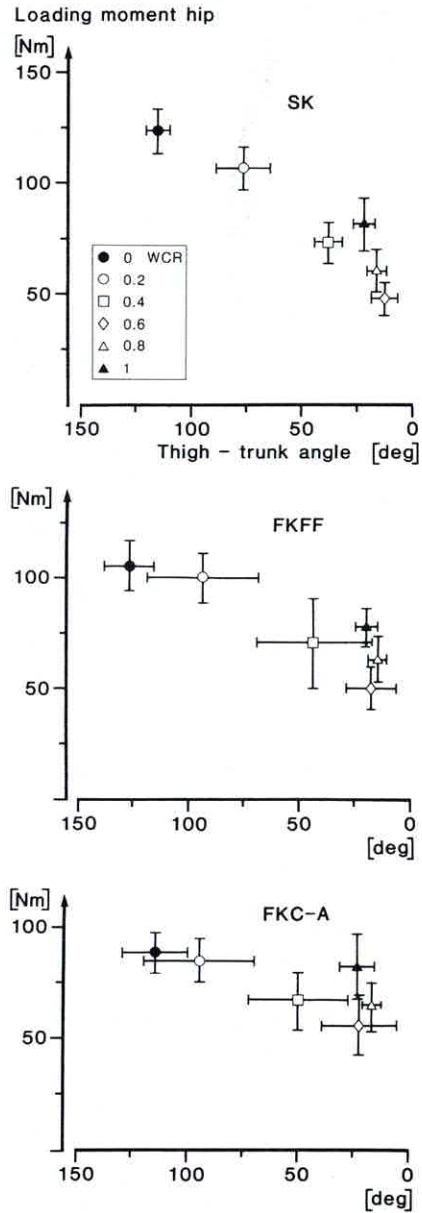 Loading moment hip
[Nm]
150
SK
100
0 WCR
0.2
0.4
0.6
0.8
1
50
150 100 50 0
Thigh - trunk angle [deg]
[Nm]
FKFF
100
50
150 100 50 0
[deg]
[Nm]
FKC-A
100
50
150 100 50 0
[deg]